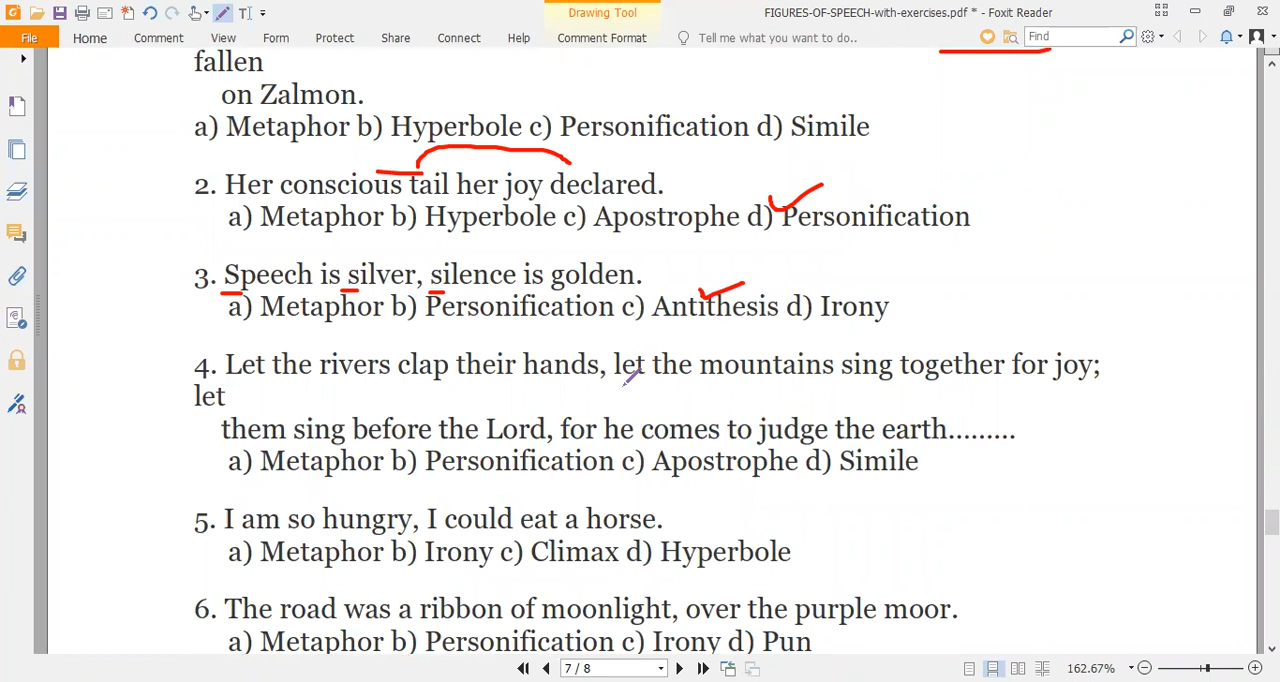 Drawing Tool
FIGURES-OF-SPEECH-with-exercises.pdf * - Foxit Reader
File Home Comment View Form Protect Share Connect Help Comment Format Tell me what you want to do.. Find
fallen
on Zalmon.
a) Metaphor b) Hyperbole c) Personification d) Simile
2. Her conscious tail her joy declared.
a) Metaphor b) Hyperbole c) Apostrophe d) Personification
3. Speech is silver, silence is golden.
a) Metaphor b) Personification c) Antithesis d) Irony
4. Let the rivers clap their hands, let the mountains sing together for joy;
let
them sing before the Lord, for he comes to judge the earth.........
a) Metaphor b) Personification c) Apostrophe d) Simile
5. I am so hungry, I could eat a horse.
a) Metaphor b) Irony c) Climax d) Hyperbole
6. The road was a ribbon of moonlight, over the purple moor.
a) Metaphor b) Personification c) Irony d) Pun
7 / 8
162.67%